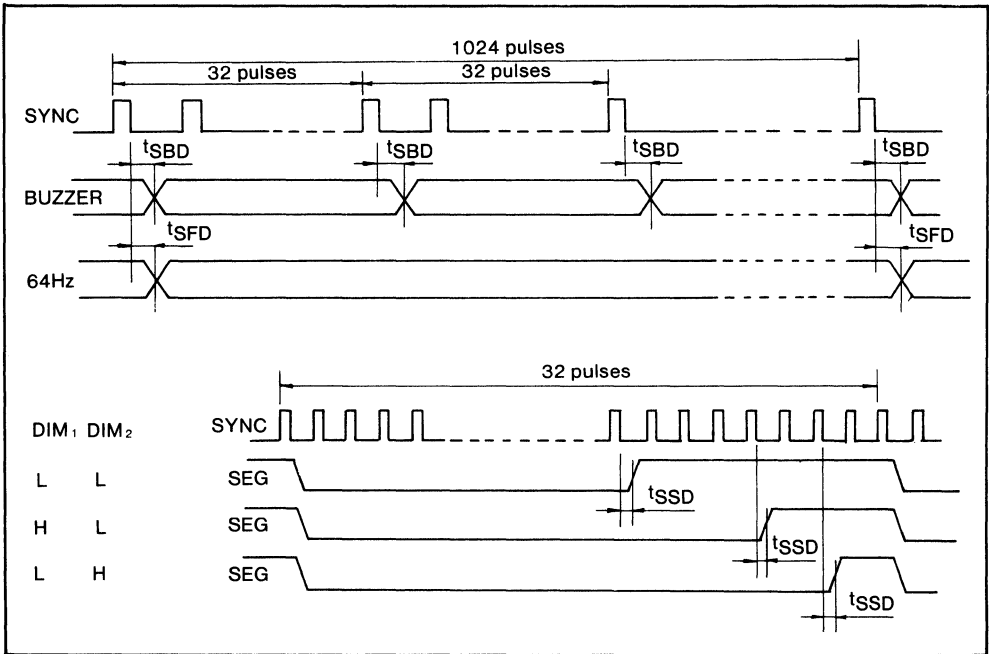 1024 pulses
32 pulses 32 pulses
SYNC
tSBD tSBD tSBD tSBD
BUZZER
tSFD tSFD
64Hz
32 pulses
DIM1 DIM2 SYNC
L L SEG
tSSD
H L SEG
tSSD
L H SEG
tSSD